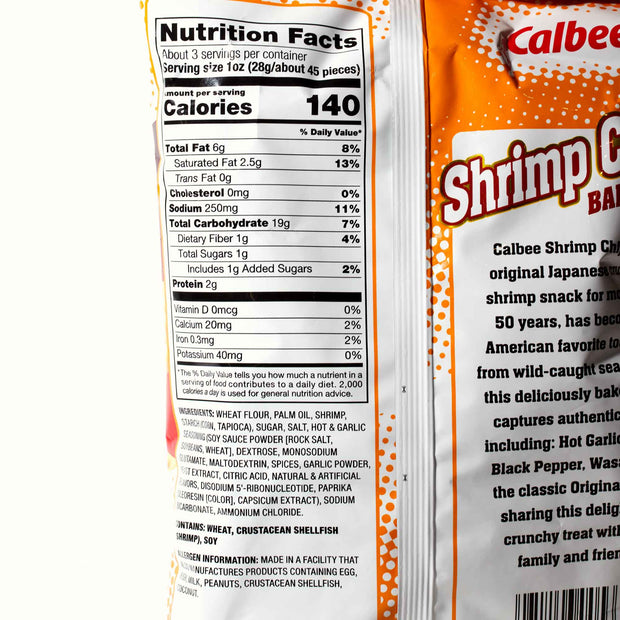 Nutrition Facts
About 3 servings per container
Serving size 1oz (28g/about 45 pieces)
Amount per serving
Calories 140
% Daily Value*
Total Fat 6g 8%
Saturated Fat 2.5g 13%
Trans Fat 0g
Cholesterol 0mg 0%
Sodium 250mg 11%
Total Carbohydrate 19g 7%
Dietary Fiber 1g 4%
Total Sugars 1g
Includes 1g Added Sugars 2%
Protein 2g
Vitamin D 0mcg 0%
Calcium 20mg 2%
Iron 0.3mg 2%
Potassium 40mg 0%
*The % Daily Value tells you how much a nutrient in a
serving of food contributes to a daily diet. 2,000
calories a day is used for general nutrition advice.
INGREDIENTS: WHEAT FLOUR, PALM OIL, SHRIMP,
STARCH (CORN, TAPIOCA), SUGAR, SALT, HOT & GARLIC
SEASONING (SOY SAUCE POWDER [ROCK SALT,
SOYBEANS, WHEAT], DEXTROSE, MONOSODIUM
GLUTAMATE, MALTODEXTRIN, SPICES, GARLIC POWDER,
EXTRACT, CITRIC ACID, NATURAL & ARTIFICIAL
FLAVORS, DISODIUM 5'-RIBONUCLEOTIDE, PAPRIKA
OLEORESIN [COLOR], CAPSICUM EXTRACT), SODIUM
BICARBONATE, AMMONIUM CHLORIDE.
CONTAINS: WHEAT, CRUSTACEAN SHELLFISH
(SHRIMP), SOY
ALLERGEN INFORMATION: MADE IN A FACILITY THAT
MANUFACTURES PRODUCTS CONTAINING EGG,
MILK, PEANUTS, CRUSTACEAN SHELLFISH,
COCONUT.
Calbee
Shrimp C
BA
Calbee Shrimp Ch
original Japanese
shrimp snack for
50 years, has bec
American favorite to
from wild-caught sea
this deliciously bak
captures authentic
including: Hot Garlic
Black Pepper, Wasa
the classic Origina
sharing this delig
crunchy treat with
family and frien